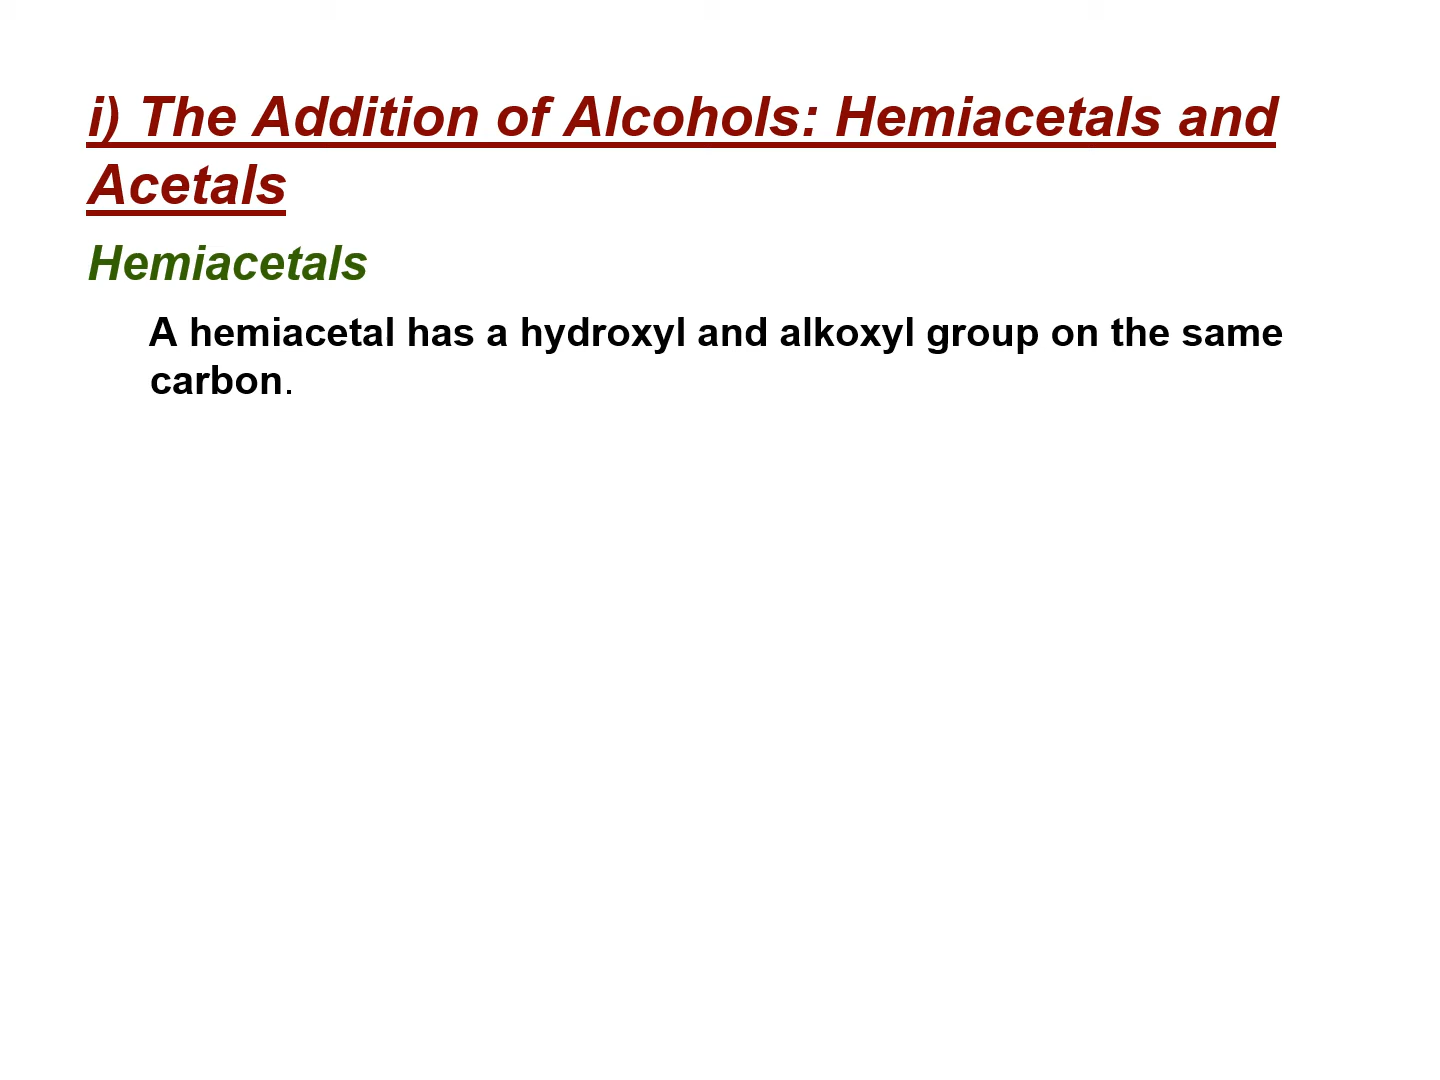 i) The Addition of Alcohols: Hemiacetals and
Acetals
Hemiacetals
A hemiacetal has a hydroxyl and alkoxyl group on the same
carbon.